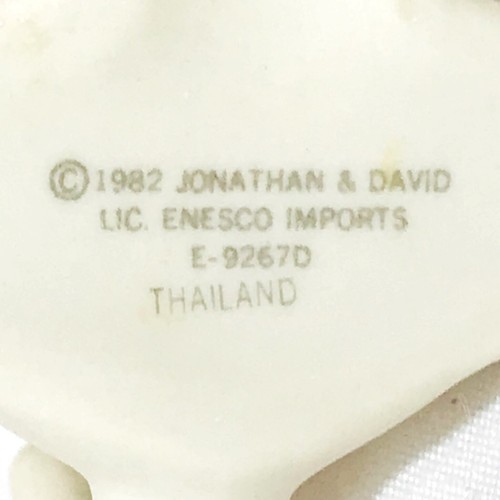 ©1982 JONATHAN & DAVID
LIC. ENESCO IMPORTS
E-9267D
THAILAND